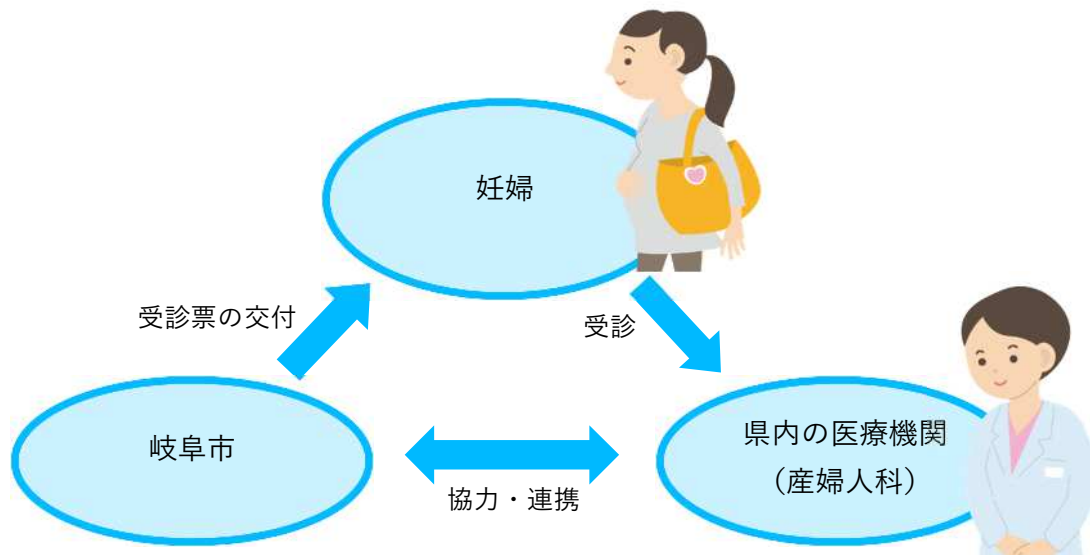 妊婦
受診票の交付
受診
岐阜市
県内の医療機関
（産婦人科）
協力・連携